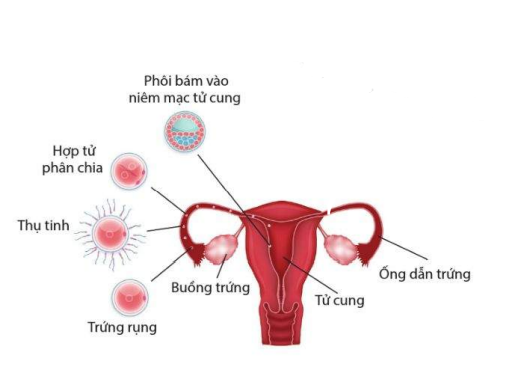 Phôi bám vào
niêm mạc tử cung
Hợp tử
phân chia
Thụ tinh
Buồng trứng
Ống dẫn trứng
Tử cung
Trứng rụng